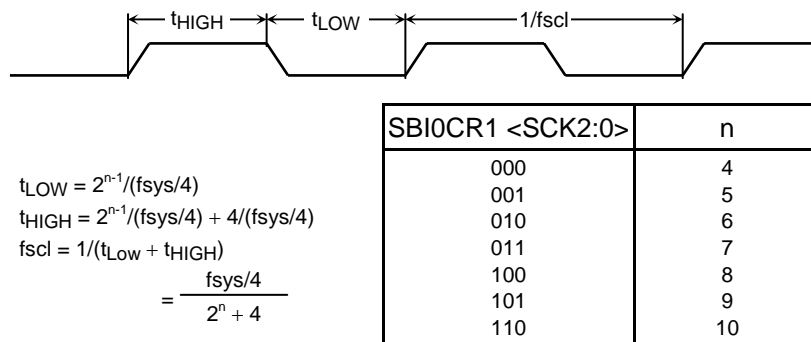 tHIGH tLOW 1/fscl
SBI0CR1 <SCK2:0> n
000 4
001 5
010 6
011 7
100 8
101 9
110 10
tLOW = 2^n-1/(fsys/4)
tHIGH = 2^n-1/(fsys/4) + 4/(fsys/4)
fscl = 1/(tLow + tHIGH)
= fsys/4
2^n + 4